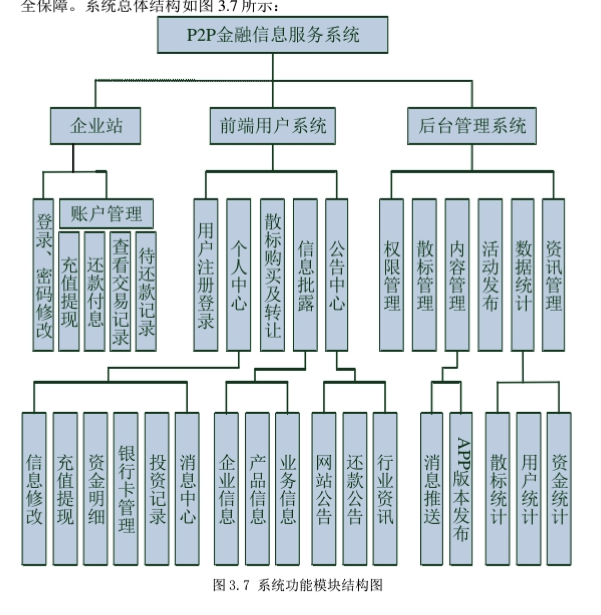 全保障。系统总体结构如图 3.7 所示：
P2P金融信息服务系统
企业站
前端用户系统
后台管理系统
登录、密码修改
账户管理
充值提现
还款付息
查看交易记录
待还款记录
用户注册登录
个人中心
散标购买及转让
信息批露
公告中心
权限管理
散标管理
内容管理
活动发布
数据统计
资讯管理
信息修改
充值提现
资金明细
银行卡管理
投资记录
消息中心
企业信息
产品信息
业务信息
网站公告
还款公告
行业资讯
消息推送
APP版本发布
散标统计
用户统计
资金统计
图 3.7 系统功能模块结构图